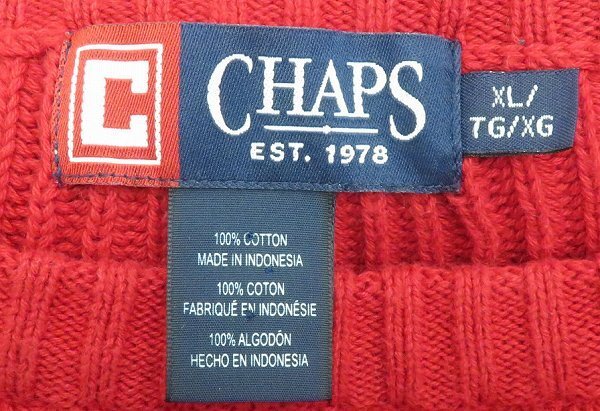 C
CHAPS
EST. 1978
XL/
TG/XG
100% COTTON
MADE IN INDONESIA
100% COTON
FABRIQUÉ EN INDONÉSIE
100% ALGODÓN
HECHO EN INDONESIA